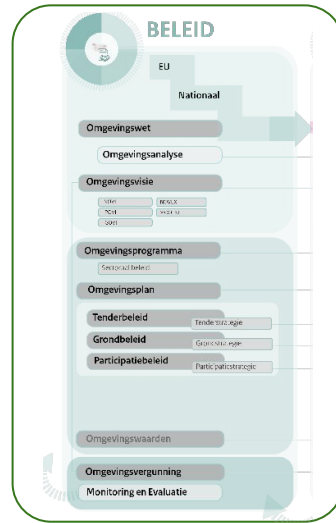 BELEID
EU
Nationaal
Omgevingswet
Omgevingsanalyse
Omgevingsvisie
Omgevingsprogramma
Sectoraal beleid
Omgevingsplan
Tenderbeleid
Tenderstrategie
Grondbeleid
Grondstrategie
Participatiebeleid
Participatiestrategie
Omgevingswaarden
Omgevingsvergunning
Monitoring en Evaluatie